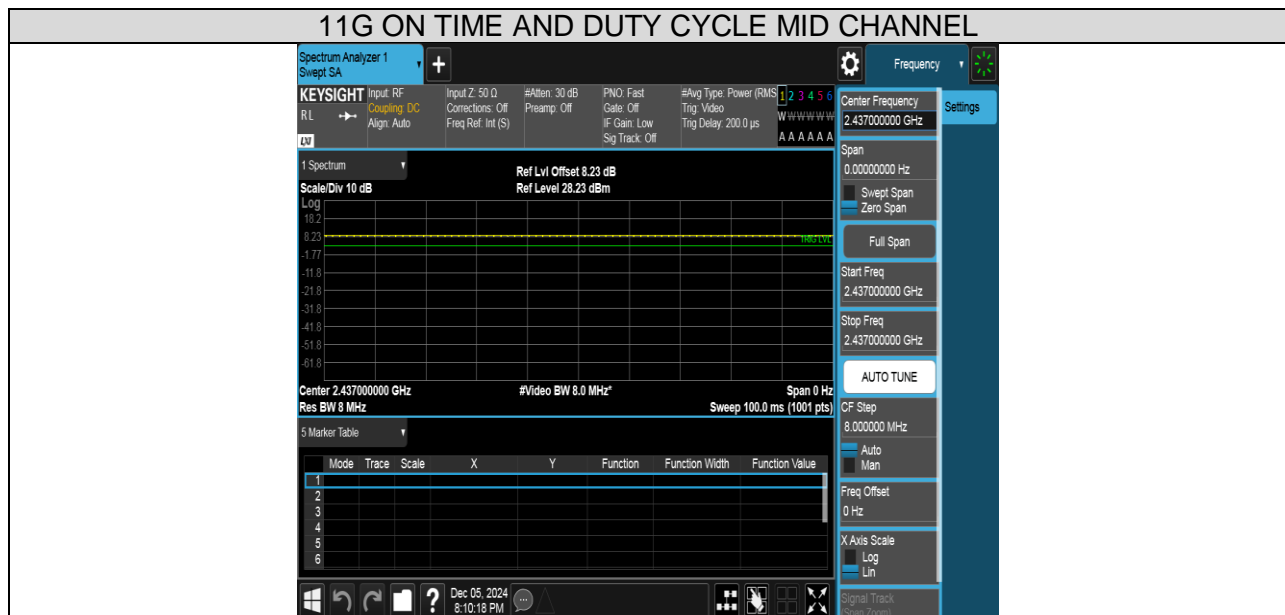 11G ON TIME AND DUTY CYCLE MID CHANNEL
Spectrum Analyzer 1
Swept SA
+
Frequency
KEYSIGHT
RL
LXI
Input: RF
Coupling: DC
Align: Auto
Input Z: 50 Ω
Corrections: Off
Freq Ref: Int (S)
#Atten: 30 dB
Preamp: Off
PNO: Fast
Gate: Off
IF Gain: Low
Sig Track: Off
#Avg Type: Power (RMS
Trig: Video
Trig Delay: 200.0 µs
1 2 3 4 5 6
W W W W W W
A A A A A A
1 Spectrum
Scale/Div 10 dB
Ref Lvl Offset 8.23 dB
Ref Level 28.23 dBm
Log
18.2
8.23
-1.77
-11.8
-21.8
-31.8
-41.8
-51.8
-61.8
TRIG LVL
Center 2.437000000 GHz
#Video BW 8.0 MHz*
Span 0 Hz
Res BW 8 MHz
Sweep 100.0 ms (1001 pts)
5 Marker Table
Mode Trace Scale X Y Function Function Width Function Value
1
2
3
4
5
6
?
Dec 05, 2024
8:10:18 PM
Center Frequency
2.437000000 GHz
Settings
Span
0.00000000 Hz
Swept Span
Zero Span
Full Span
Start Freq
2.437000000 GHz
Stop Freq
2.437000000 GHz
AUTO TUNE
CF Step
8.000000 MHz
Auto
Man
Freq Offset
0 Hz
X Axis Scale
Log
Lin
Signal Track
(Span Zoom)